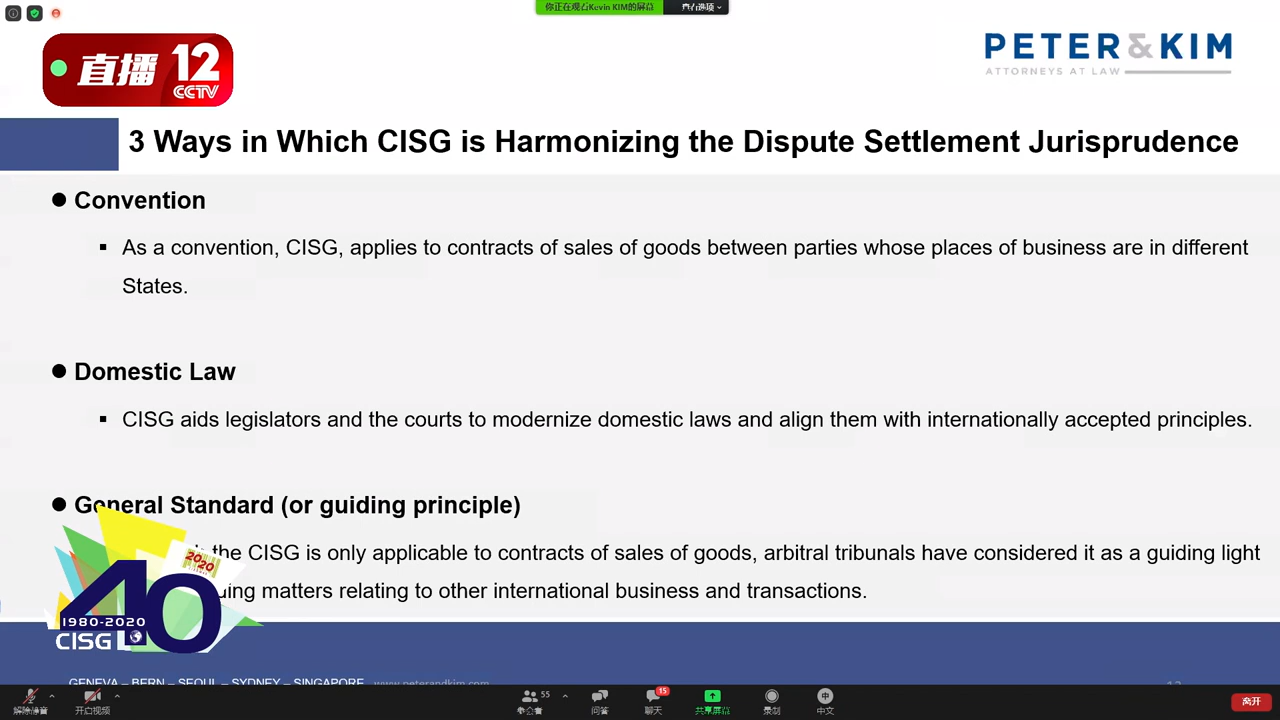 你正在观看Kevin KIM的屏幕
查看选项
直播 12
CCTV
PETER&KIM
ATTORNEYS AT LAW
3 Ways in Which CISG is Harmonizing the Dispute Settlement Jurisprudence
Convention
As a convention, CISG, applies to contracts of sales of goods between parties whose places of business are in different
States.
Domestic Law
CISG aids legislators and the courts to modernize domestic laws and align them with internationally accepted principles.
General Standard (or guiding principle)
the CISG is only applicable to contracts of sales of goods, arbitral tribunals have considered it as a guiding light
matters relating to other international business and transactions.
2020
40
1980-2020
CISG
GENEVA – BERN – SEOUL – SYDNEY – SINGAPORE www.peterandkim.com
解除静音
开启视频
55
参会者
问答
15
聊天
共享屏幕
录制
中文
离开